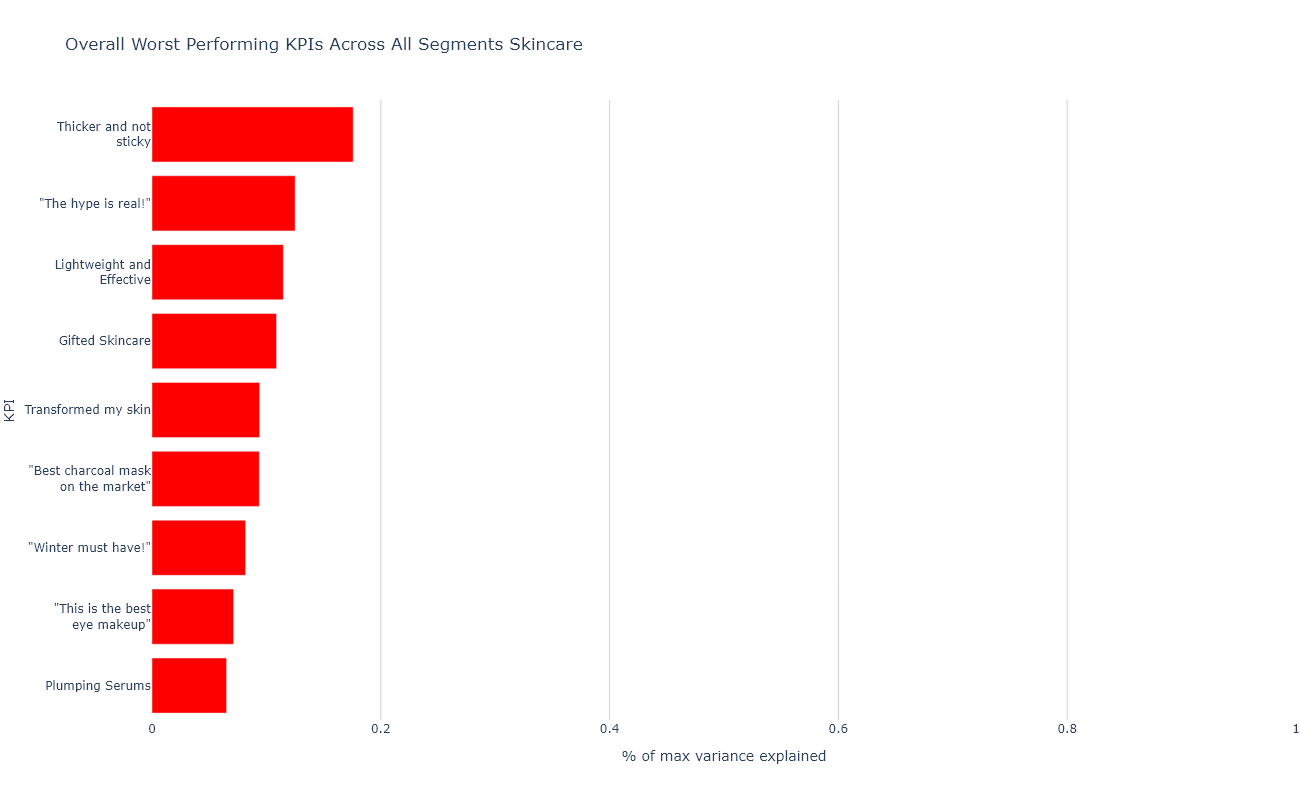 Overall Worst Performing KPIs Across All Segments Skincare
Thicker and not
sticky
"The hype is real!"
Lightweight and
Effective
Gifted Skincare
Transformed my skin
"Best charcoal mask
on the market"
"Winter must have!"
"This is the best
eye makeup"
Plumping Serums
KPI
0
0.2
0.4
0.6
0.8
1
% of max variance explained